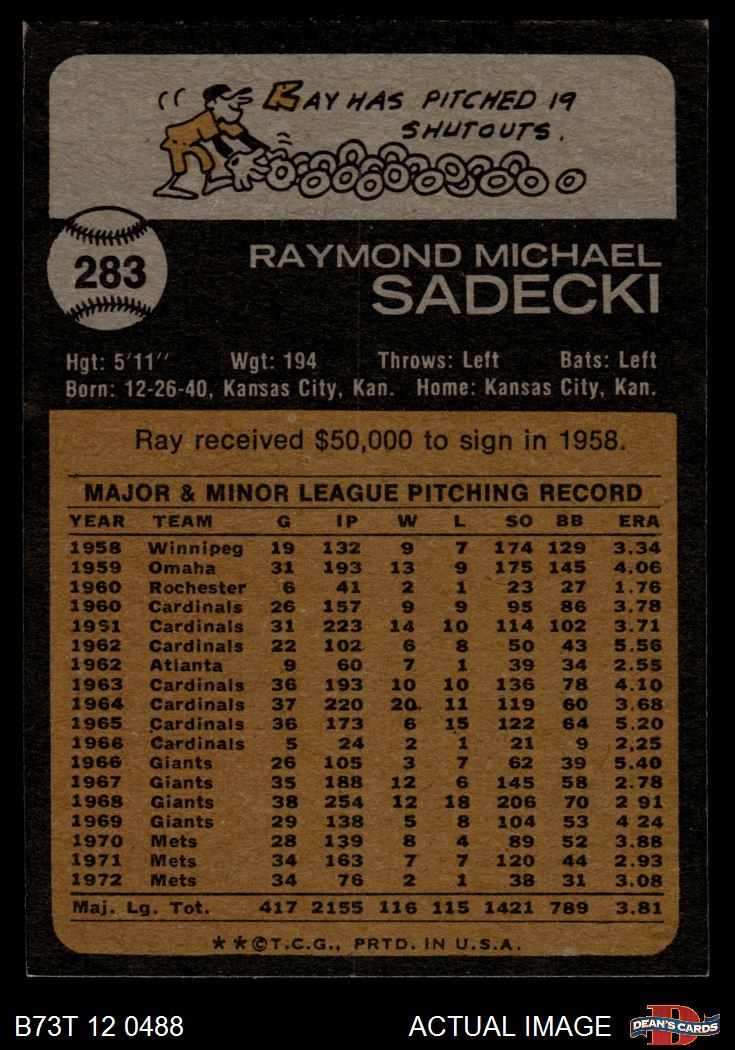 RAY HAS PITCHED 19
SHUTOUTS.
283
RAYMOND MICHAEL
SADECKI
Hgt: 5'11" Wgt: 194 Throws: Left Bats: Left
Born: 12-26-40, Kansas City, Kan. Home: Kansas City, Kan.
Ray received $50,000 to sign in 1958.
MAJOR & MINOR LEAGUE PITCHING RECORD
YEAR TEAM G IP W L SO BB ERA
1958 Winnipeg 19 132 9 7 174 129 3.34
1959 Omaha 31 193 13 9 175 145 4.06
1960 Rochester 6 41 2 1 23 27 1.76
1960 Cardinals 26 157 9 9 95 86 3.78
1951 Cardinals 31 223 14 10 114 102 3.71
1962 Cardinals 22 102 6 8 50 43 5.56
1962 Atlanta 9 60 7 1 39 34 2.55
1963 Cardinals 36 193 10 10 136 78 4.10
1964 Cardinals 37 220 20 11 119 60 3.68
1965 Cardinals 36 173 6 15 122 64 5.20
1966 Cardinals 5 24 2 1 21 9 2.25
1966 Giants 26 105 3 7 62 39 5.40
1967 Giants 35 188 12 6 145 58 2.78
1968 Giants 38 254 12 18 206 70 2 91
1969 Giants 29 138 5 8 104 53 4 24
1970 Mets 28 139 8 4 89 52 3.88
1971 Mets 34 163 7 7 120 44 2.93
1972 Mets 34 76 2 1 38 31 3.08
Maj. Lg. Tot. 417 2155 116 115 1421 789 3.81
**©T.C.G., PRTD. IN U.S.A.
B73T 12 0488 ACTUAL IMAGE DEAN'S CARDS